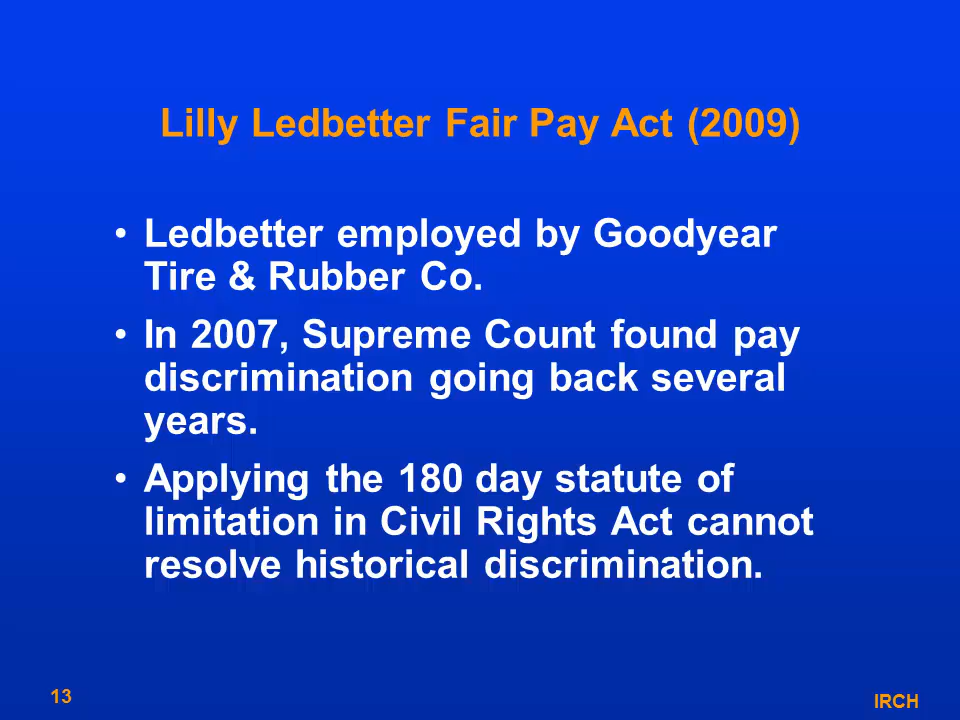 Lilly Ledbetter Fair Pay Act (2009)
• Ledbetter employed by Goodyear
Tire & Rubber Co.
• In 2007, Supreme Count found pay
discrimination going back several
years.
• Applying the 180 day statute of
limitation in Civil Rights Act cannot
resolve historical discrimination.
13
IRCH